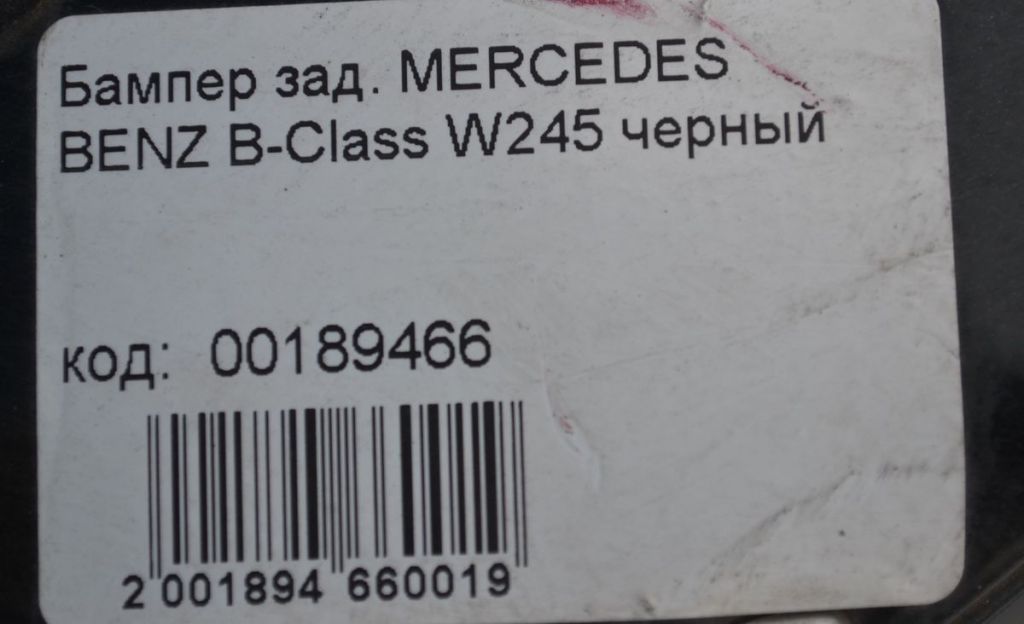 Бампер зад. MERCEDES
BENZ B-Class W245 черный
код: 00189466
2 001894 660019